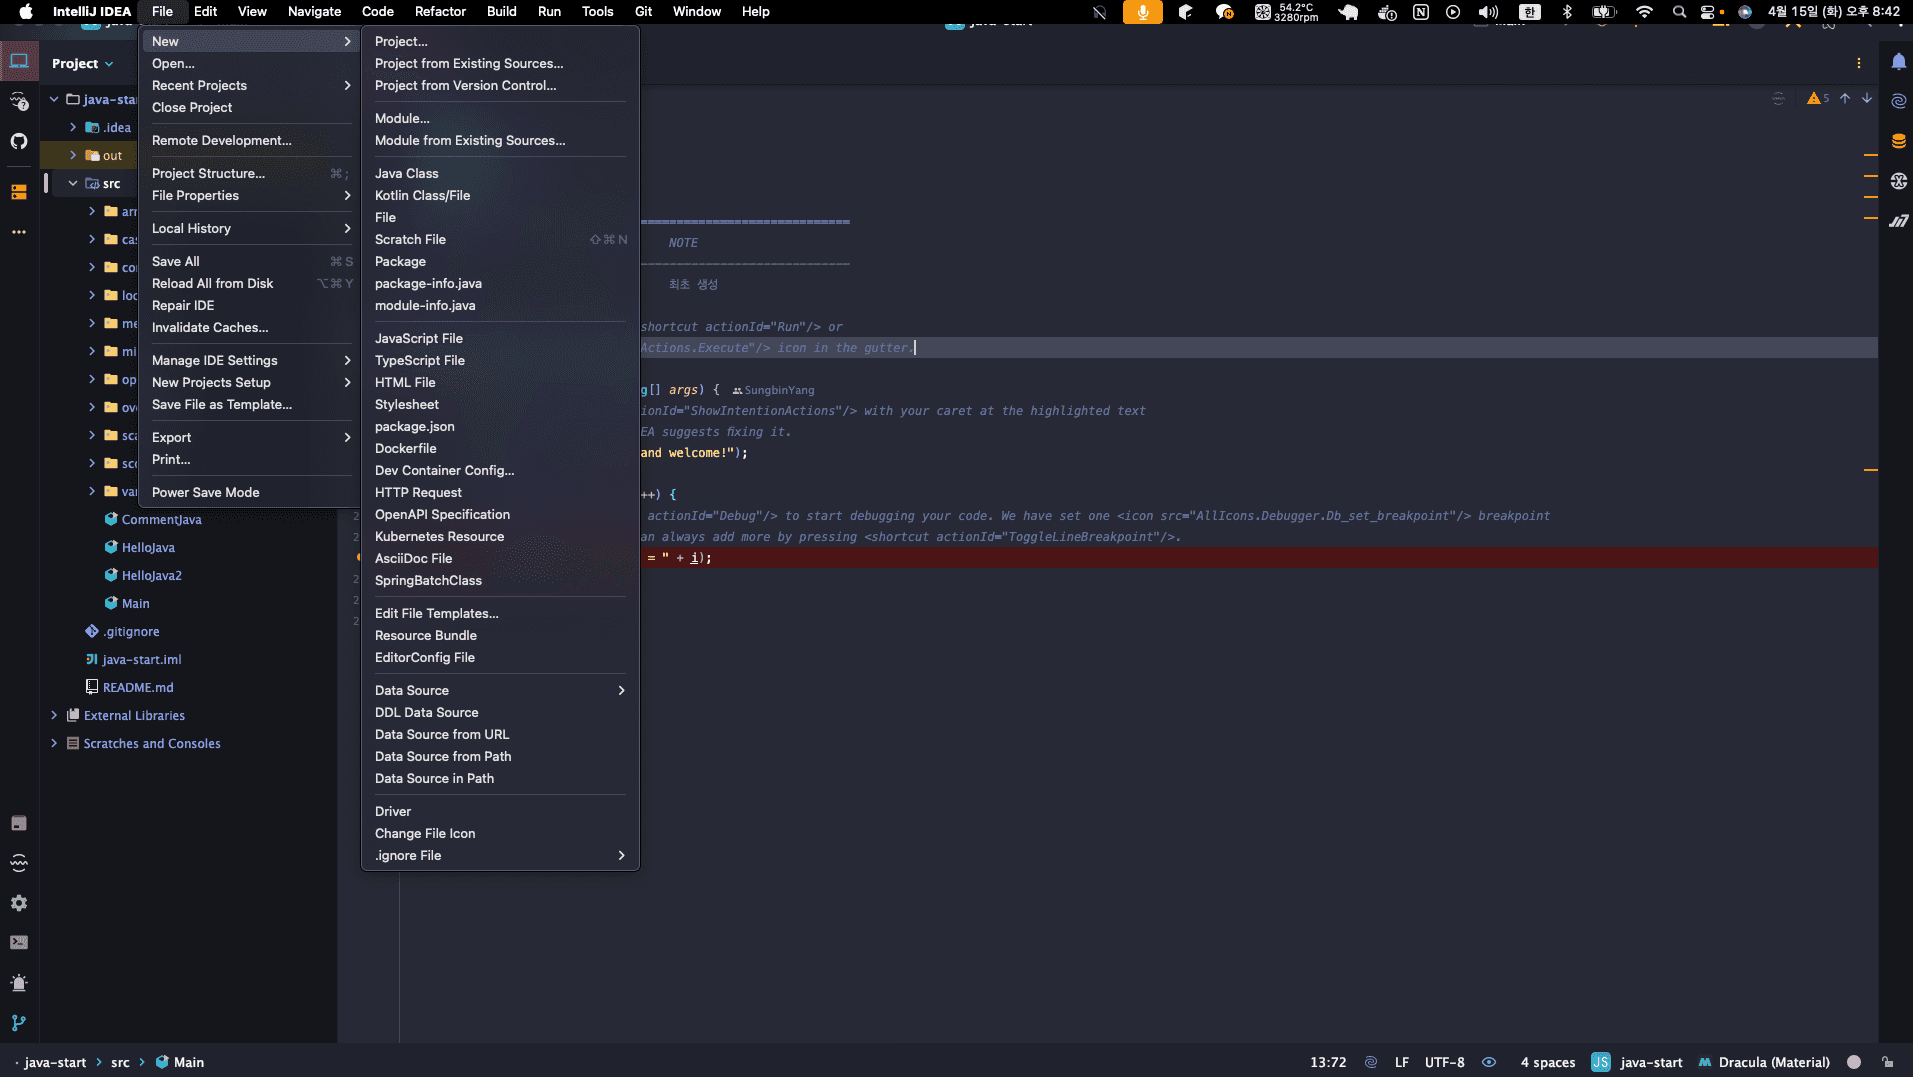 IntelliJ IDEA File Edit View Navigate Code Refactor Build Run Tools Git Window Help
54.2°C
3280rpm
한
4월 15일 (화) 오후 8:42
Project
java-sta
.idea
out
src
arr
cas
loc
me
op
ove
sca
sco
var
CommentJava
HelloJava
HelloJava2
Main
.gitignore
java-start.iml
README.md
External Libraries
Scratches and Consoles
New
Open...
Recent Projects
Close Project
Remote Development...
Project Structure... ⌘ ;
File Properties
Local History
Save All ⌘ S
Reload All from Disk ⌥⌘ Y
Repair IDE
Invalidate Caches...
Manage IDE Settings
New Projects Setup
Save File as Template...
Export
Print...
Power Save Mode
Project...
Project from Existing Sources...
Project from Version Control...
Module...
Module from Existing Sources...
Java Class
Kotlin Class/File
File
Scratch File ⇧⌘ N
Package
package-info.java
module-info.java
JavaScript File
TypeScript File
HTML File
Stylesheet
package.json
Dockerfile
Dev Container Config...
HTTP Request
OpenAPI Specification
Kubernetes Resource
AsciiDoc File
SpringBatchClass
Edit File Templates...
Resource Bundle
EditorConfig File
Data Source
DDL Data Source
Data Source from URL
Data Source from Path
Data Source in Path
Driver
Change File Icon
.ignore File
5
============================
NOTE
----------------------------
최초 생성
shortcut actionId="Run"/> or
Actions.Execute"/> icon in the gutter.
g[] args) { SungbinYang
ionId="ShowIntentionActions"/> with your caret at the highlighted text
EA suggests fixing it.
and welcome!");
++) {
actionId="Debug"/> to start debugging your code. We have set one <icon src="AllIcons.Debugger.Db_set_breakpoint"/> breakpoint
an always add more by pressing <shortcut actionId="ToggleLineBreakpoint"/>.
= " + i);
java-start > src > Main
13:72 LF UTF-8 4 spaces JS java-start Dracula (Material)